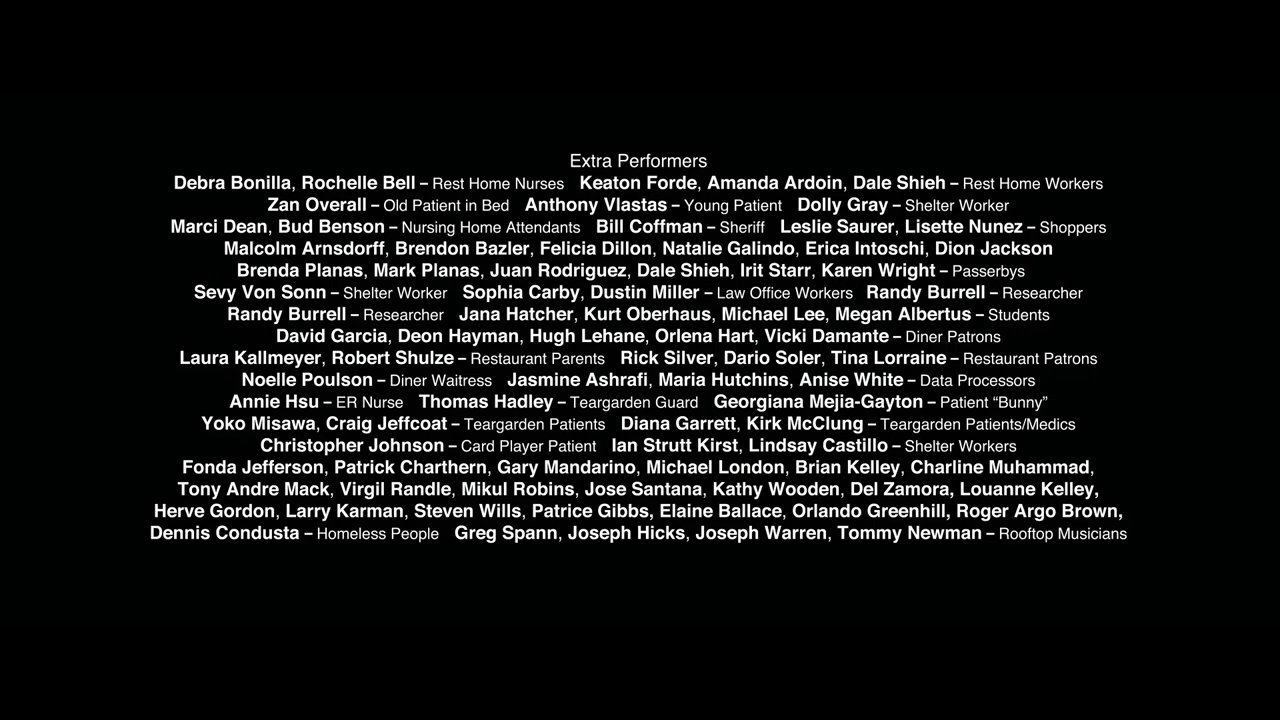 Extra Performers
Debra Bonilla, Rochelle Bell – Rest Home Nurses Keaton Forde, Amanda Ardoin, Dale Shieh – Rest Home Workers
Zan Overall – Old Patient in Bed Anthony Vlastas – Young Patient Dolly Gray – Shelter Worker
Marci Dean, Bud Benson – Nursing Home Attendants Bill Coffman – Sheriff Leslie Saurer, Lisette Nunez – Shoppers
Malcolm Arnsdorff, Brendon Bazler, Felicia Dillon, Natalie Galindo, Erica Intoschi, Dion Jackson
Brenda Planas, Mark Planas, Juan Rodriguez, Dale Shieh, Irit Starr, Karen Wright – Passerbys
Sevy Von Sonn – Shelter Worker Sophia Carby, Dustin Miller – Law Office Workers Randy Burrell – Researcher
Randy Burrell – Researcher Jana Hatcher, Kurt Oberhaus, Michael Lee, Megan Albertus – Students
David Garcia, Deon Hayman, Hugh Lehane, Orlena Hart, Vicki Damante – Diner Patrons
Laura Kallmeyer, Robert Shulze – Restaurant Parents Rick Silver, Dario Soler, Tina Lorraine – Restaurant Patrons
Noelle Poulson – Diner Waitress Jasmine Ashrafi, Maria Hutchins, Anise White – Data Processors
Annie Hsu – ER Nurse Thomas Hadley – Teargarden Guard Georgiana Mejia-Gayton – Patient “Bunny”
Yoko Misawa, Craig Jeffcoat – Teargarden Patients Diana Garrett, Kirk McClung – Teargarden Patients/Medics
Christopher Johnson – Card Player Patient Ian Strutt Kirst, Lindsay Castillo – Shelter Workers
Fonda Jefferson, Patrick Charthern, Gary Mandarino, Michael London, Brian Kelley, Charline Muhammad,
Tony Andre Mack, Virgil Randle, Mikul Robins, Jose Santana, Kathy Wooden, Del Zamora, Louanne Kelley,
Herve Gordon, Larry Karman, Steven Wills, Patrice Gibbs, Elaine Ballace, Orlando Greenhill, Roger Argo Brown,
Dennis Condusta – Homeless People Greg Spann, Joseph Hicks, Joseph Warren, Tommy Newman – Rooftop Musicians